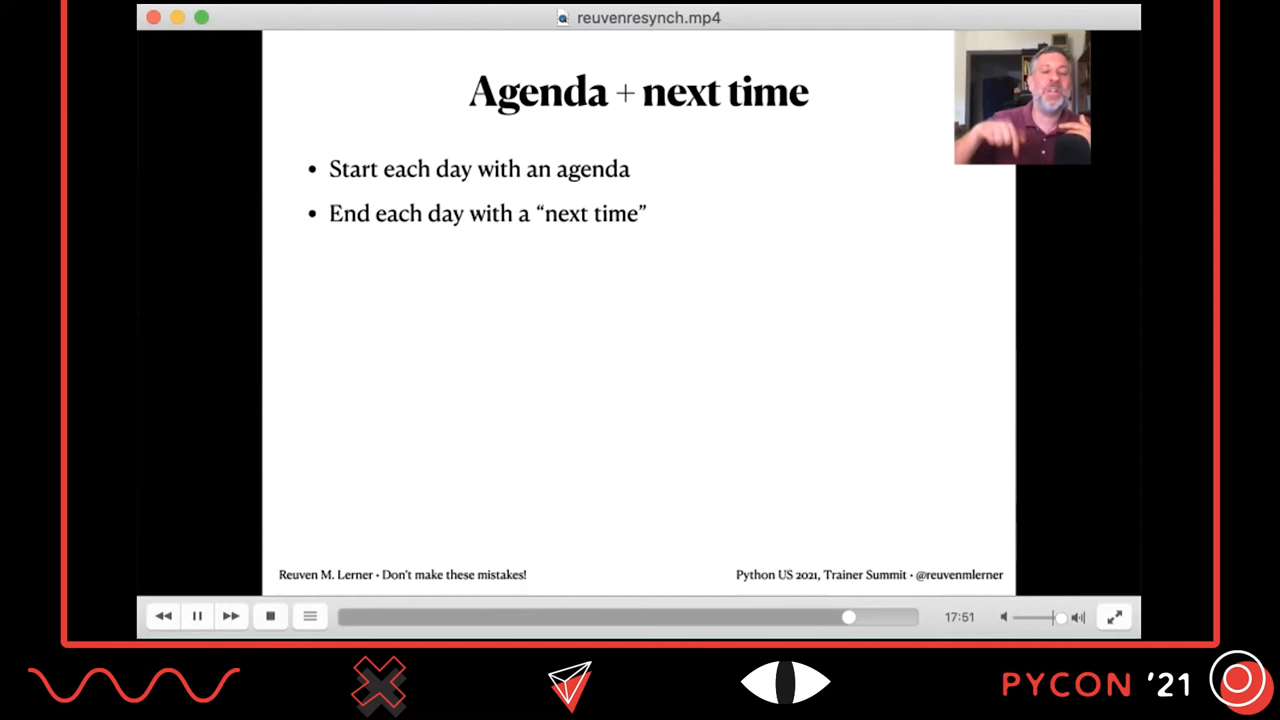 reuvenresynch.mp4
Agenda + next time
• Start each day with an agenda
• End each day with a “next time”
Reuven M. Lerner • Don't make these mistakes!
Python US 2021, Trainer Summit • @reuvenmlerner
17:51
PYCON '21